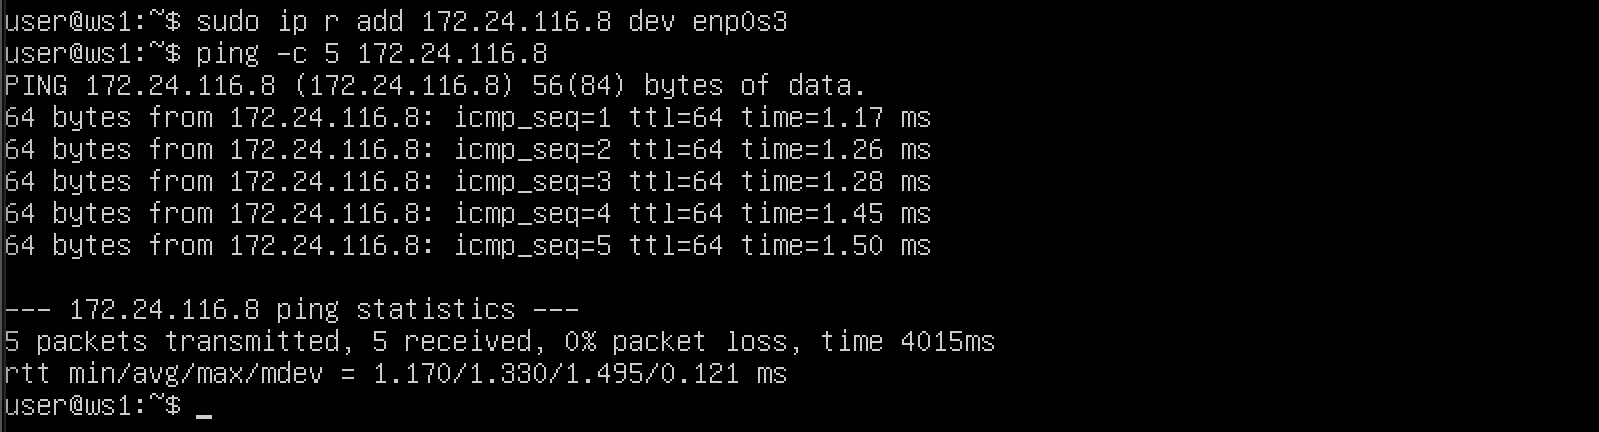 user@ws1:~$ sudo ip r add 172.24.116.8 dev enp0s3
user@ws1:~$ ping -c 5 172.24.116.8
PING 172.24.116.8 (172.24.116.8) 56(84) bytes of data.
64 bytes from 172.24.116.8: icmp_seq=1 ttl=64 time=1.17 ms
64 bytes from 172.24.116.8: icmp_seq=2 ttl=64 time=1.26 ms
64 bytes from 172.24.116.8: icmp_seq=3 ttl=64 time=1.28 ms
64 bytes from 172.24.116.8: icmp_seq=4 ttl=64 time=1.45 ms
64 bytes from 172.24.116.8: icmp_seq=5 ttl=64 time=1.50 ms
--- 172.24.116.8 ping statistics ---
5 packets transmitted, 5 received, 0% packet loss, time 4015ms
rtt min/avg/max/mdev = 1.170/1.330/1.495/0.121 ms
user@ws1:~$ _